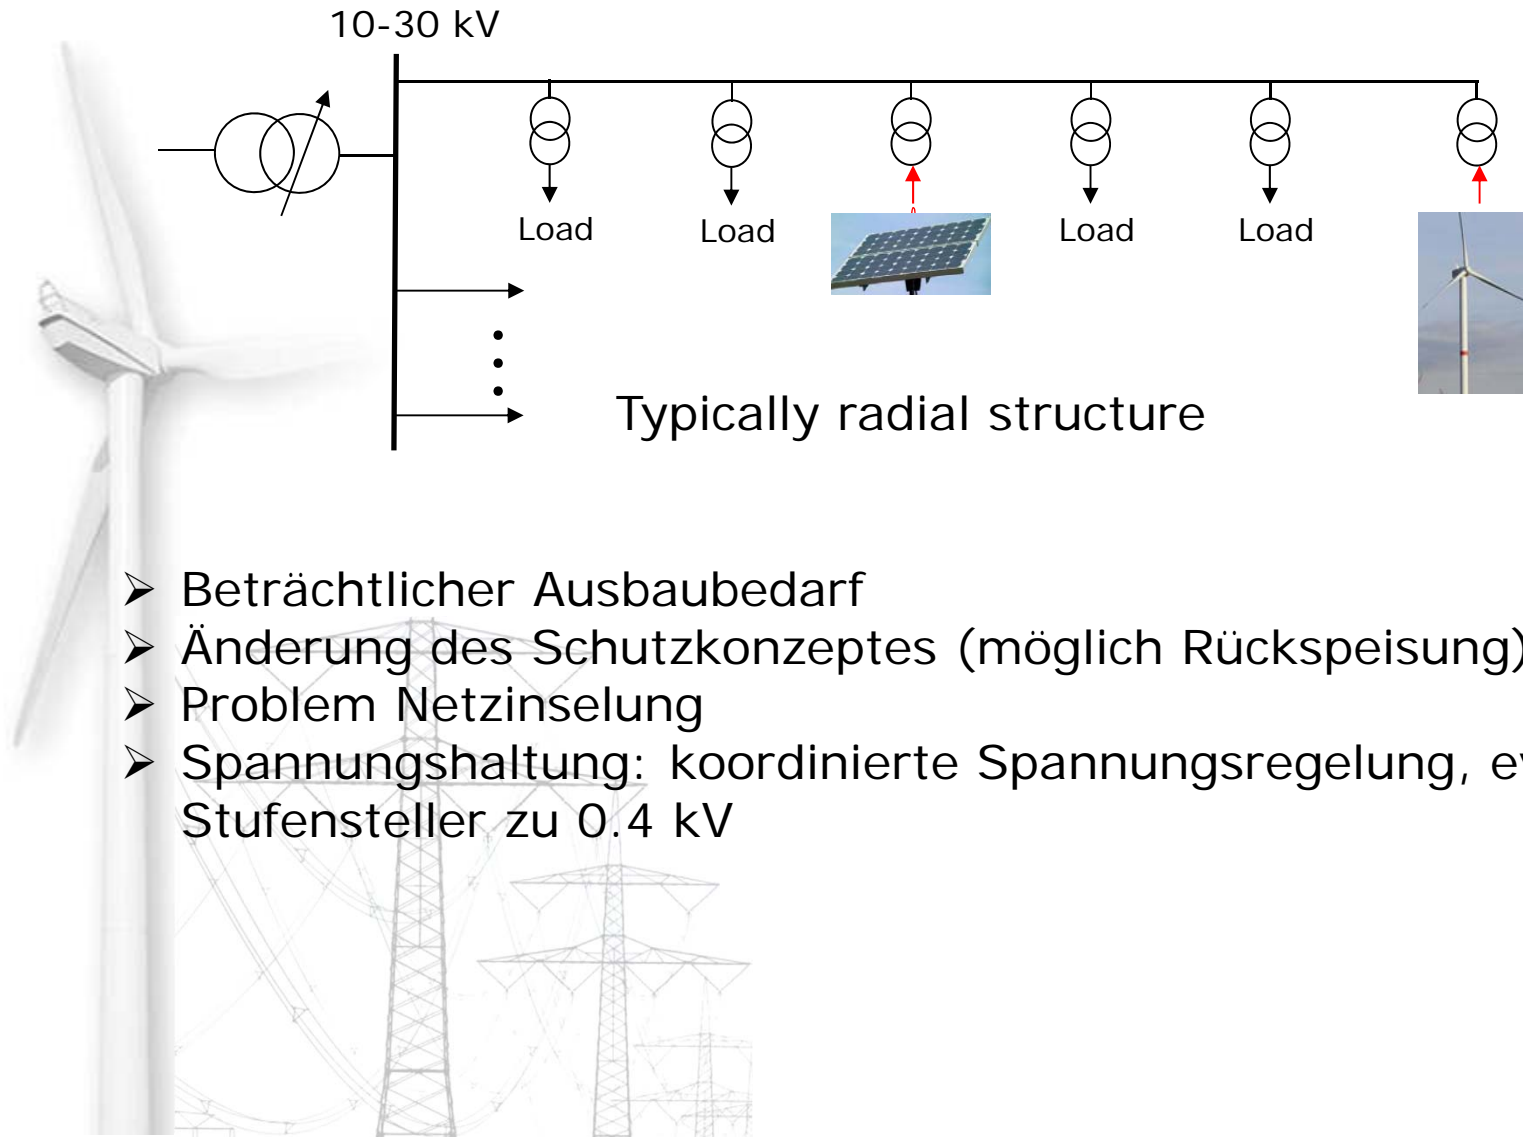 10-30 kV
Load
Load
Load
Load
Typically radial structure
➢ Beträchtlicher Ausbaubedarf
➢ Änderung des Schutzkonzeptes (möglich Rückspeisung)
➢ Problem Netzinselung
➢ Spannungshaltung: koordinierte Spannungsregelung,
Stufensteller zu 0.4 kV